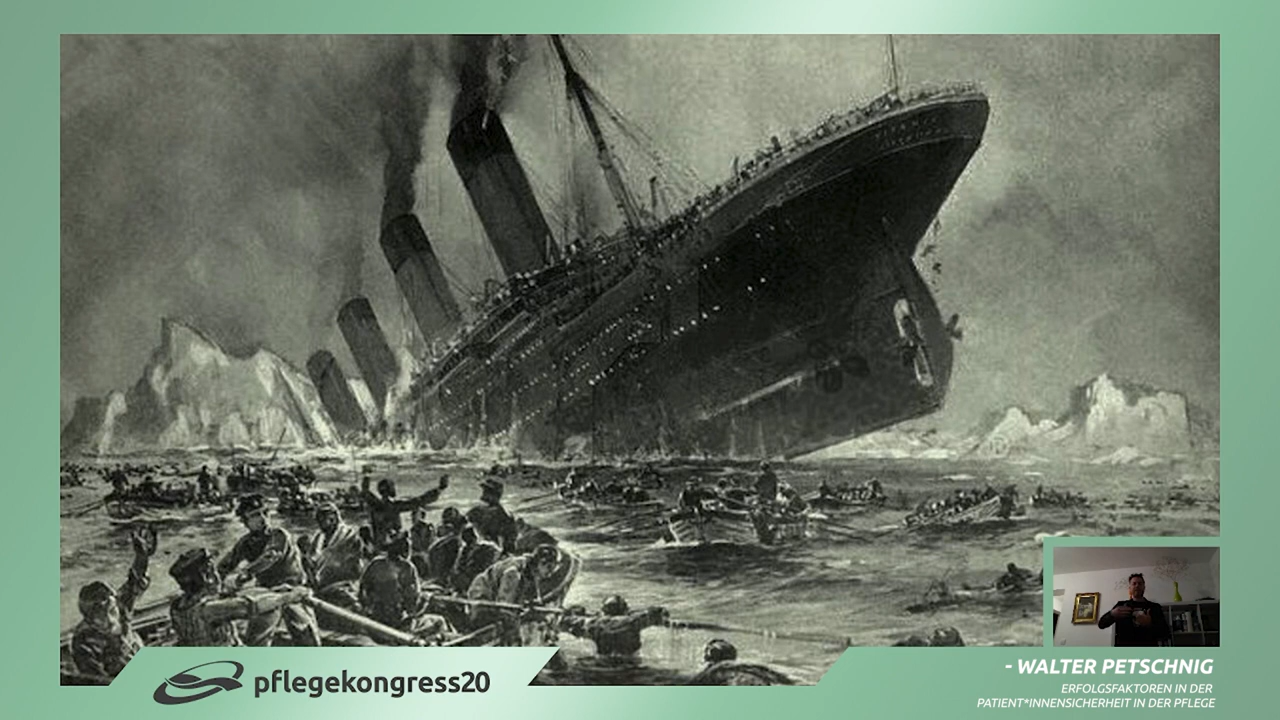 pflegekongress20
- WALTER PETSCHNIG
ERFOLGSFAKTOREN IN DER
PATIENT*INNENSICHERHEIT IN DER PFLEGE